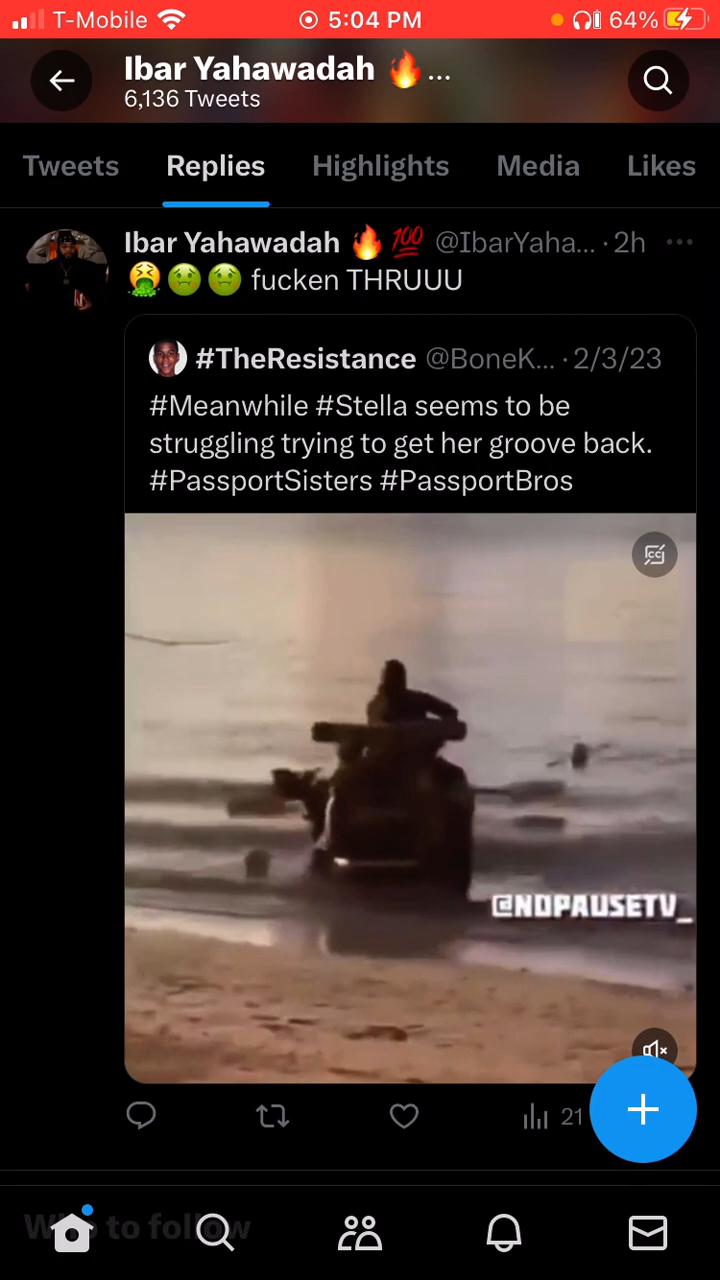 T-Mobile 5:04 PM 64%
Ibar Yahawadah 🔥...
6,136 Tweets
Tweets Replies Highlights Media Likes
Ibar Yahawadah 🔥 💯 @IbarYaha... · 2h
🤮🤢🤢 fucken THRUUU
#TheResistance @BoneK... · 2/3/23
#Meanwhile #Stella seems to be
struggling trying to get her groove back.
#PassportSisters #PassportBros
CC
@NOPAUSETV_
21
Who to follow